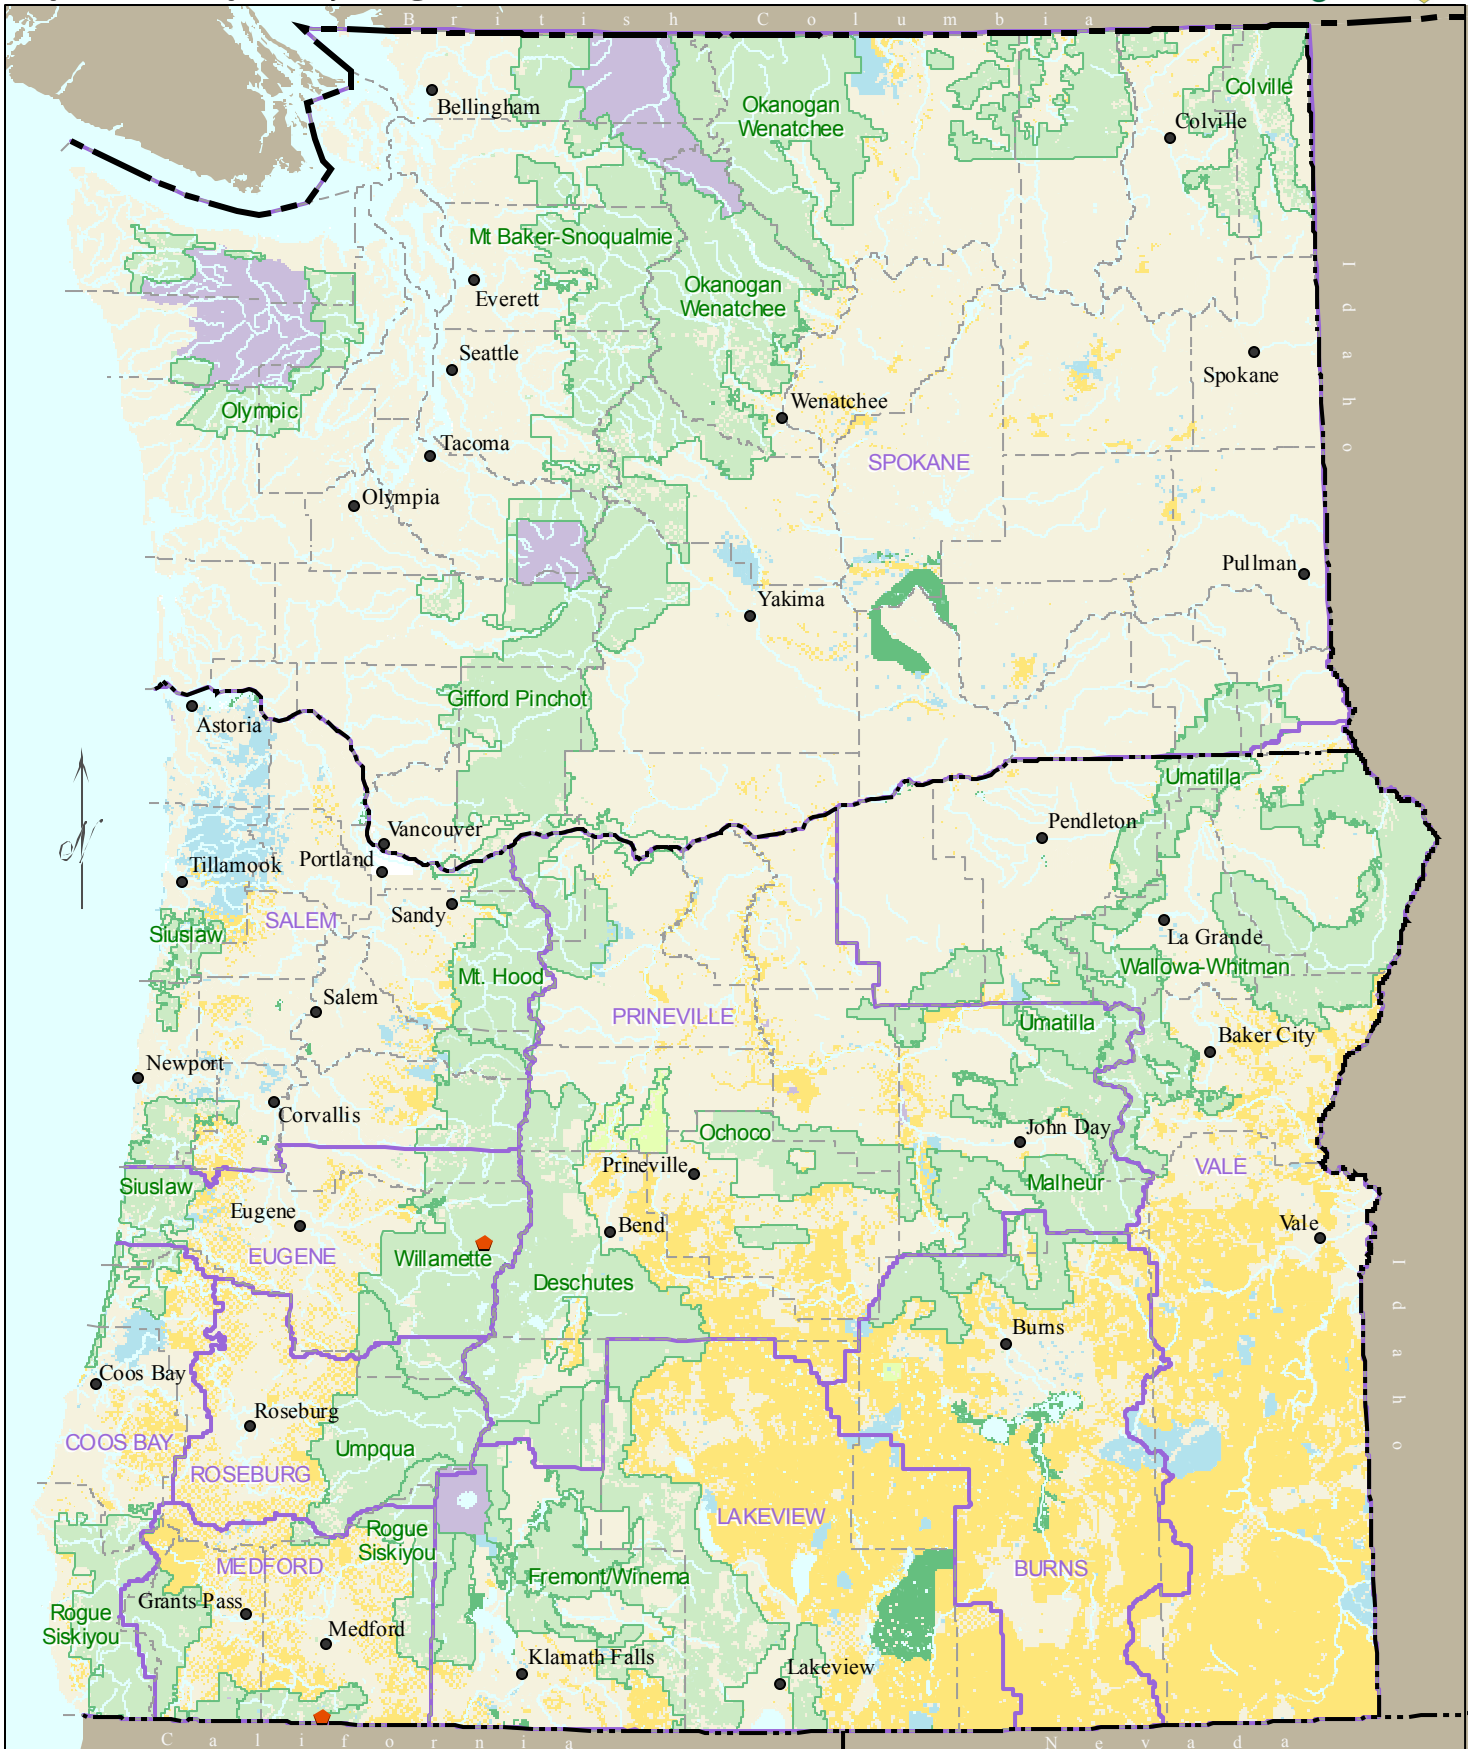 British Columbia
Bellingham
Okanogan
Wenatchee
Colville
Colville
Mt Baker-Snoqualmie
Everett
Okanogan
Wenatchee
Idaho
Seattle
Spokane
Olympic
Wenatchee
Tacoma
SPOKANE
Olympia
Pullman
Yakima
Gifford Pinchot
Astoria
Umatilla
N
Vancouver
Pendleton
Portland
Tillamook
Sandy
SALEM
Siuslaw
La Grande
Mt. Hood
Wallowa-Whitman
Salem
PRINEVILLE
Umatilla
Baker City
Newport
Corvallis
Ochoco
John Day
Prineville
VALE
Siuslaw
Malheur
Eugene
Bend
Vale
EUGENE
Willamette
Deschutes
Idaho
Burns
Coos Bay
Roseburg
COOS BAY
Umpqua
ROSEBURG
LAKEVIEW
Rogue
Siskiyou
MEDFORD
Fremont/Winema
BURNS
Grants Pass
Rogue
Siskiyou
Medford
Klamath Falls
Lakeview
California
Nevada